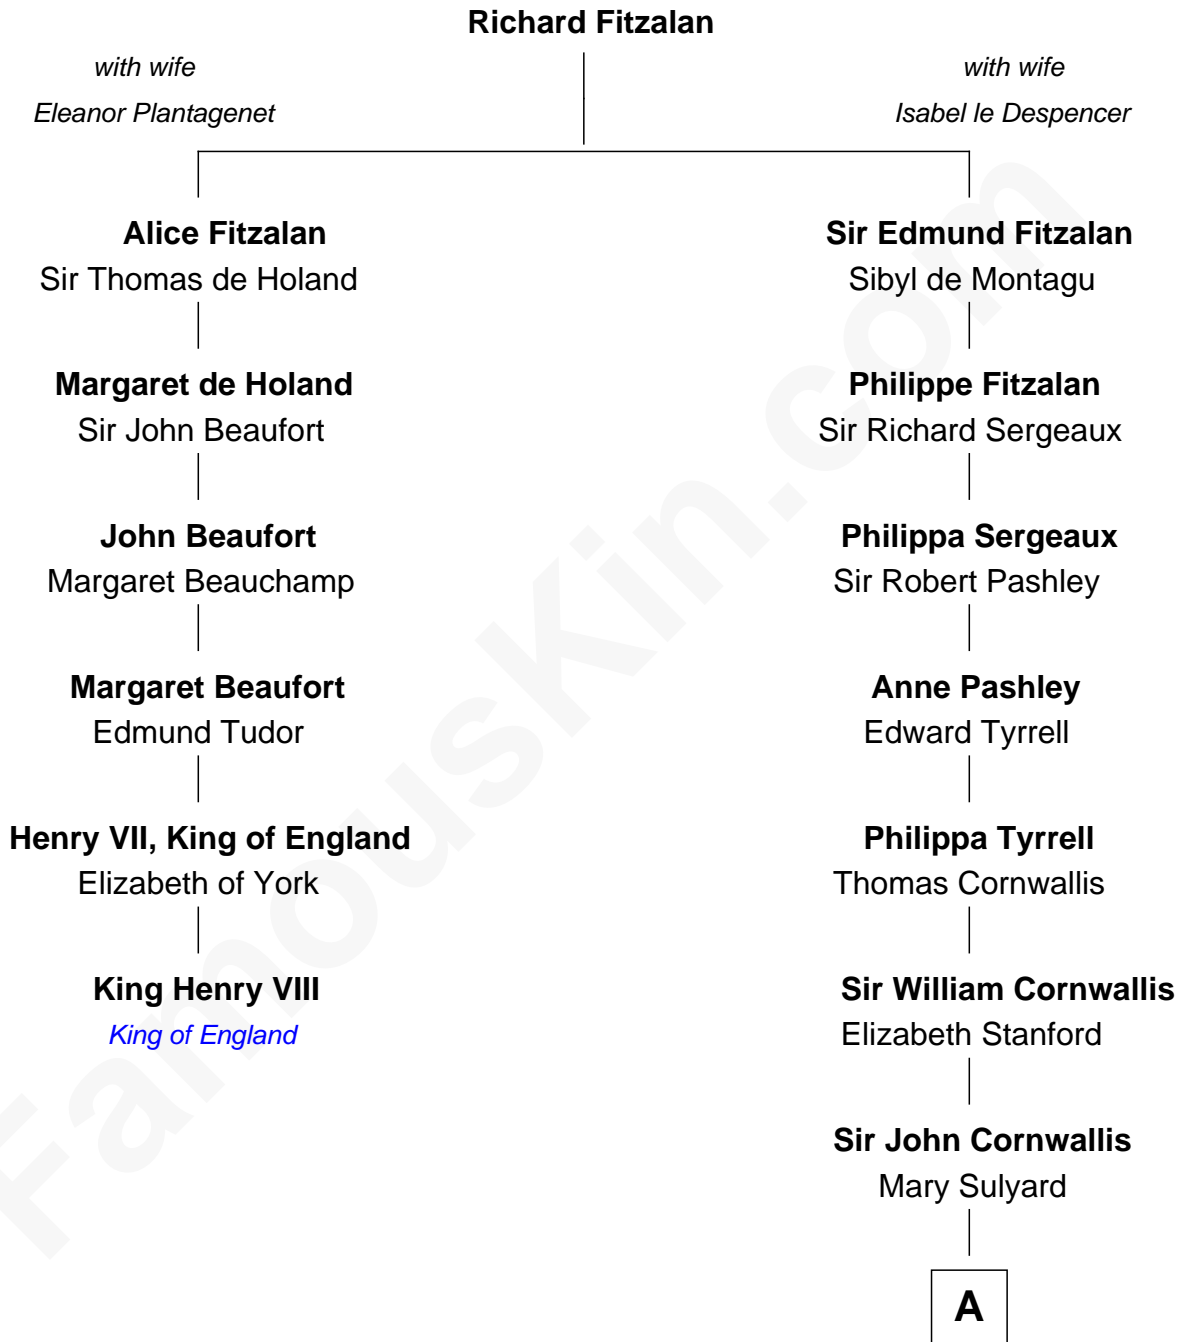 Richard Fitzalan
with wife
Eleanor Plantagenet
with wife
Isabel le Despencer
Alice Fitzalan
Sir Thomas de Holand
Margaret de Holand
Sir John Beaufort
John Beaufort
Margaret Beauchamp
Margaret Beaufort
Edmund Tudor
Henry VII, King of England
Elizabeth of York
King Henry VIII
King of England
Sir Edmund Fitzalan
Sibyl de Montagu
Philippe Fitzalan
Sir Richard Sergeaux
Philippa Sergeaux
Sir Robert Pashley
Anne Pashley
Edward Tyrrell
Philippa Tyrrell
Thomas Cornwallis
Sir William Cornwallis
Elizabeth Stanford
Sir John Cornwallis
Mary Sulyard
A
FamousKin.com